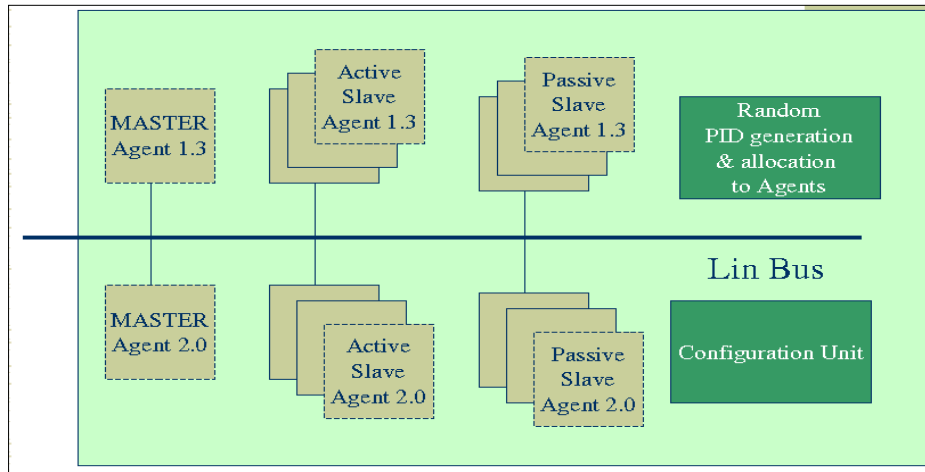 MASTER
Agent 1.3
Active
Slave
Agent 1.3
Passive
Slave
Agent 1.3
Random
PID generation
& allocation
to Agents
Lin Bus
MASTER
Agent 2.0
Active
Slave
Agent 2.0
Passive
Slave
Agent 2.0
Configuration Unit